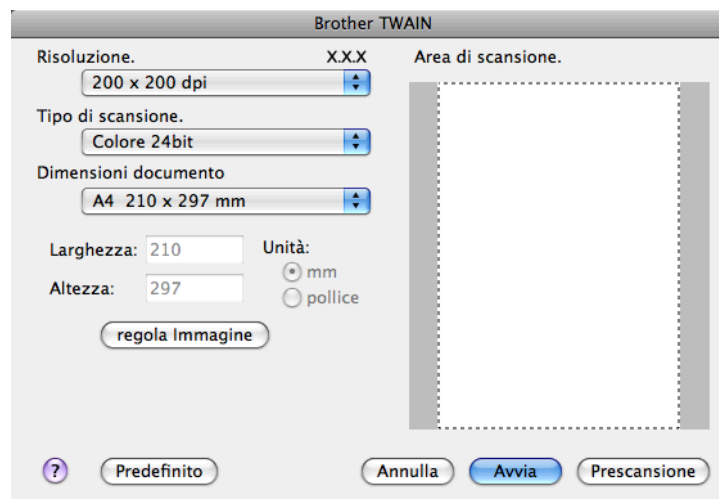 Brother TWAIN
Risoluzione. X.X.X
200 x 200 dpi
Tipo di scansione.
Colore 24bit
Dimensioni documento
A4 210 x 297 mm
Larghezza: 210
Altezza: 297
Unità:
mm
pollice
regola Immagine
Area di scansione.
? Predefinito Annulla Avvia Prescansione